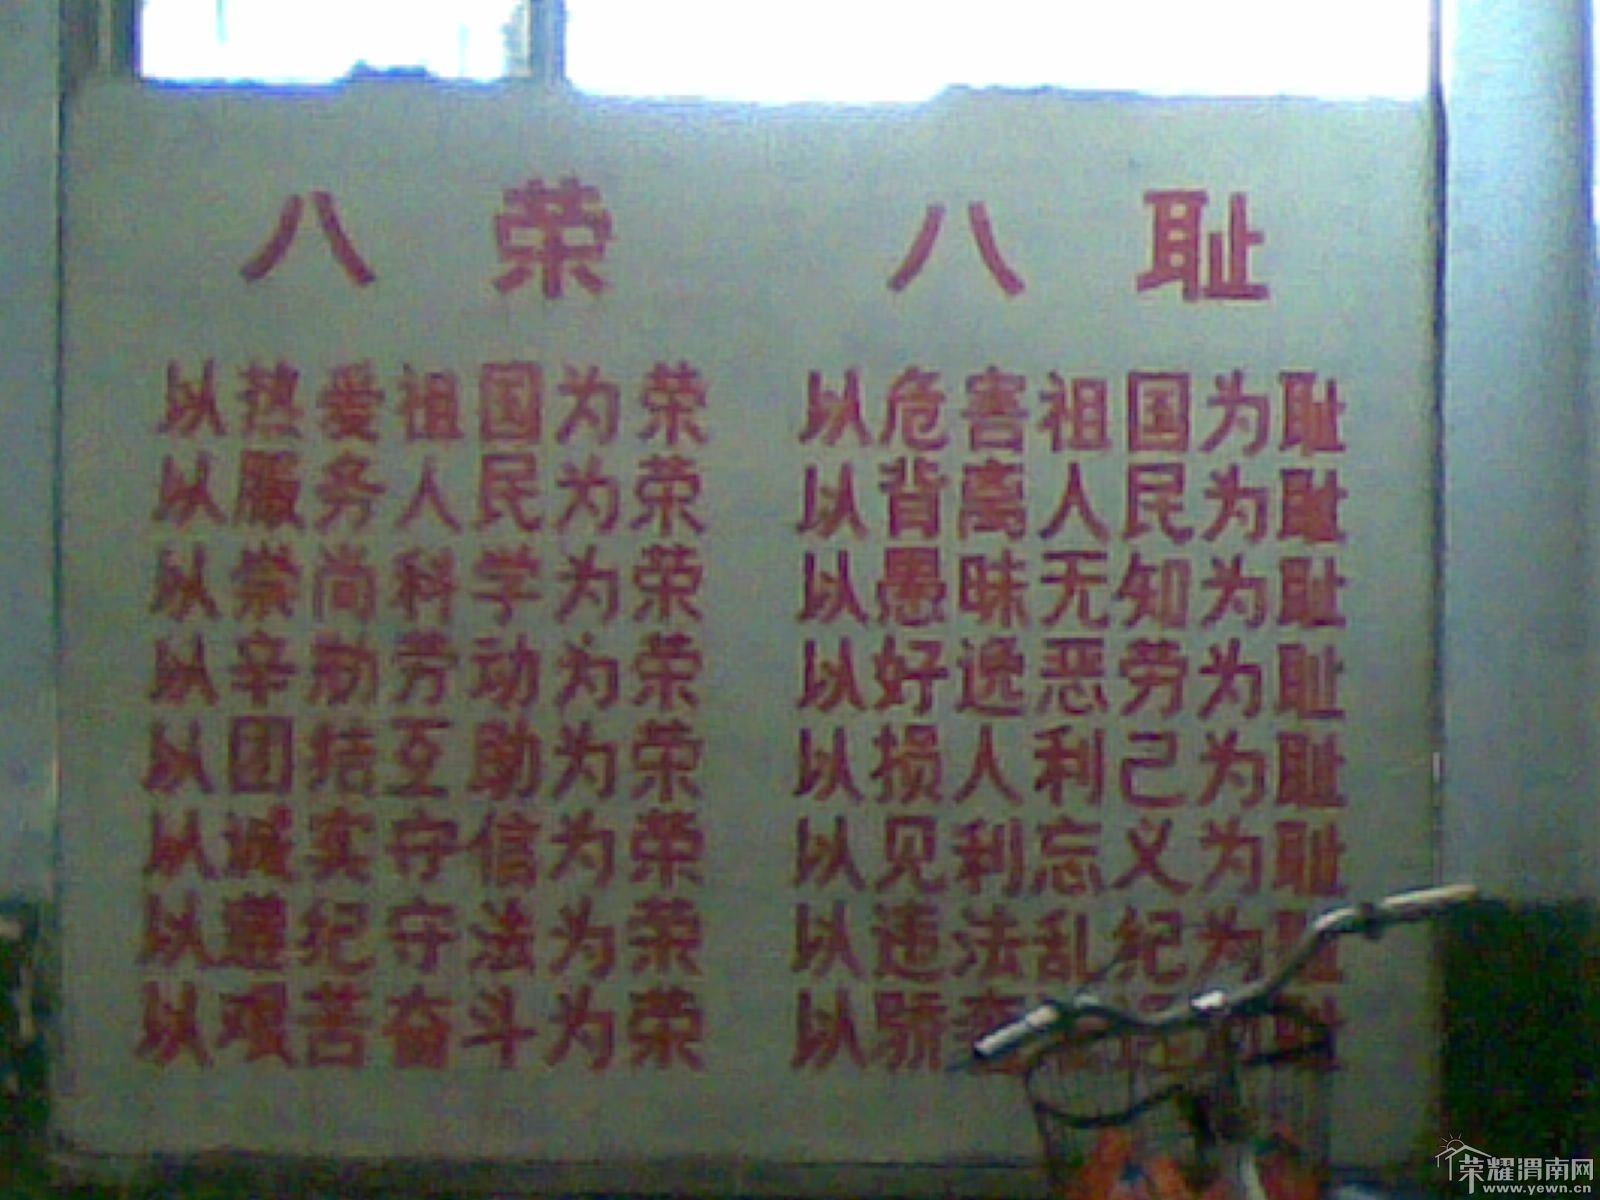 八荣 八耻
以热爱祖国为荣 以危害祖国为耻
以服务人民为荣 以背离人民为耻
以崇尚科学为荣 以愚昧无知为耻
以辛勤劳动为荣 以好逸恶劳为耻
以团结互助为荣 以损人利己为耻
以诚实守信为荣 以见利忘义为耻
以遵纪守法为荣 以违法乱纪为耻
以艰苦奋斗为荣 以骄奢
荣耀渭南网
www.yewn.cn